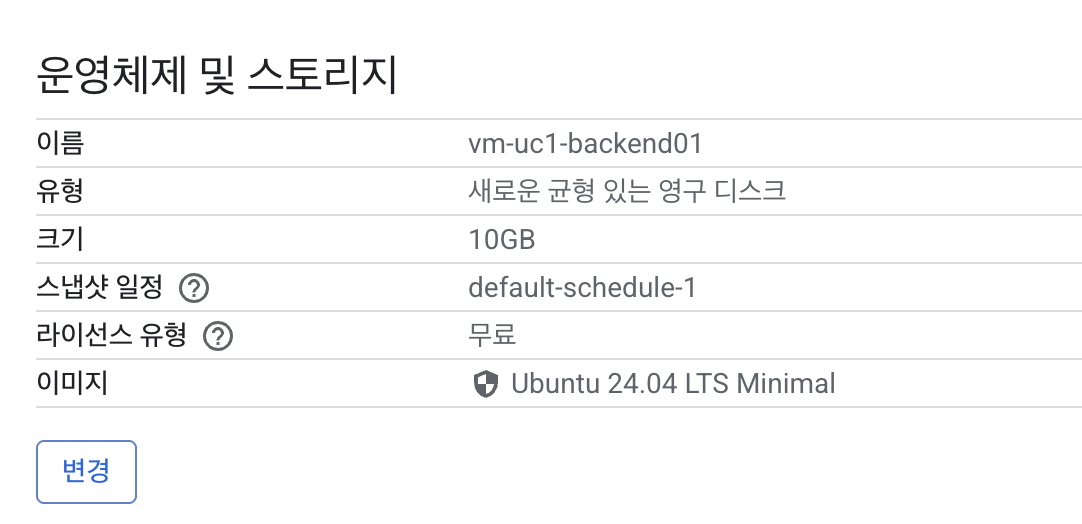 운영체제 및 스토리지
이름 vm-uc1-backend01
유형 새로운 균형 있는 영구 디스크
크기 10GB
스냅샷 일정 ? default-schedule-1
라이선스 유형 ? 무료
이미지 Ubuntu 24.04 LTS Minimal
변경